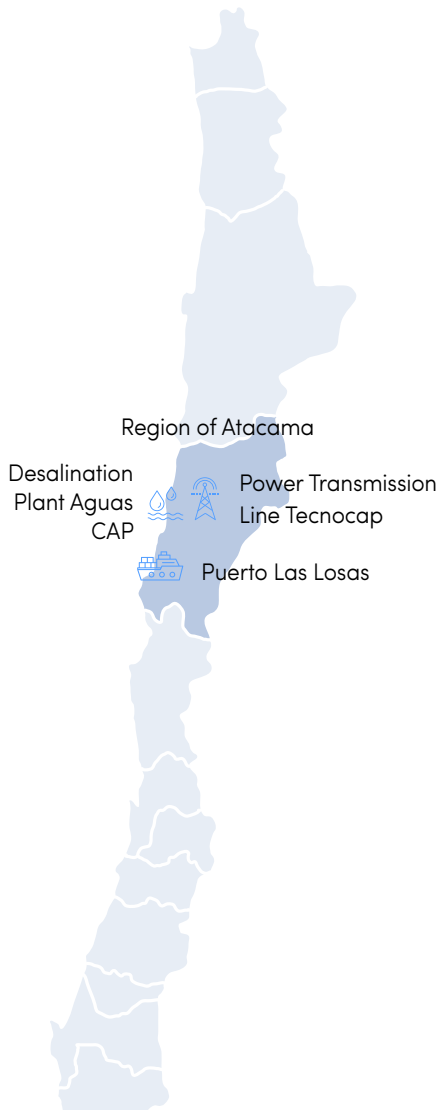 Region of Atacama
Desalination
Plant Aguas
CAP
Power Transmission
Line Tecnocap
Puerto Las Losas